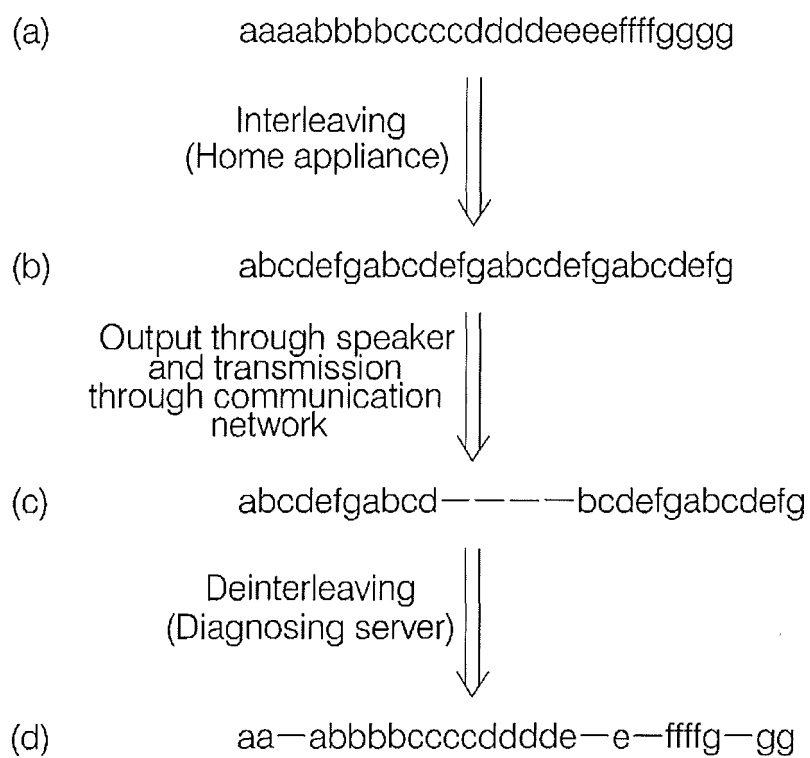 (a) aaaabbbbccccddddeeeeffffgggg
Interleaving
(Home appliance)
(b) abcdefgabcdefgabcdefgabcdefg
Output through speaker
and transmission
through communication
network
(c) abcdefgabcd————bcdefgabcdefg
Deinterleaving
(Diagnosing server)
(d) aa—abbbbccccdddde—e—ffffg—gg